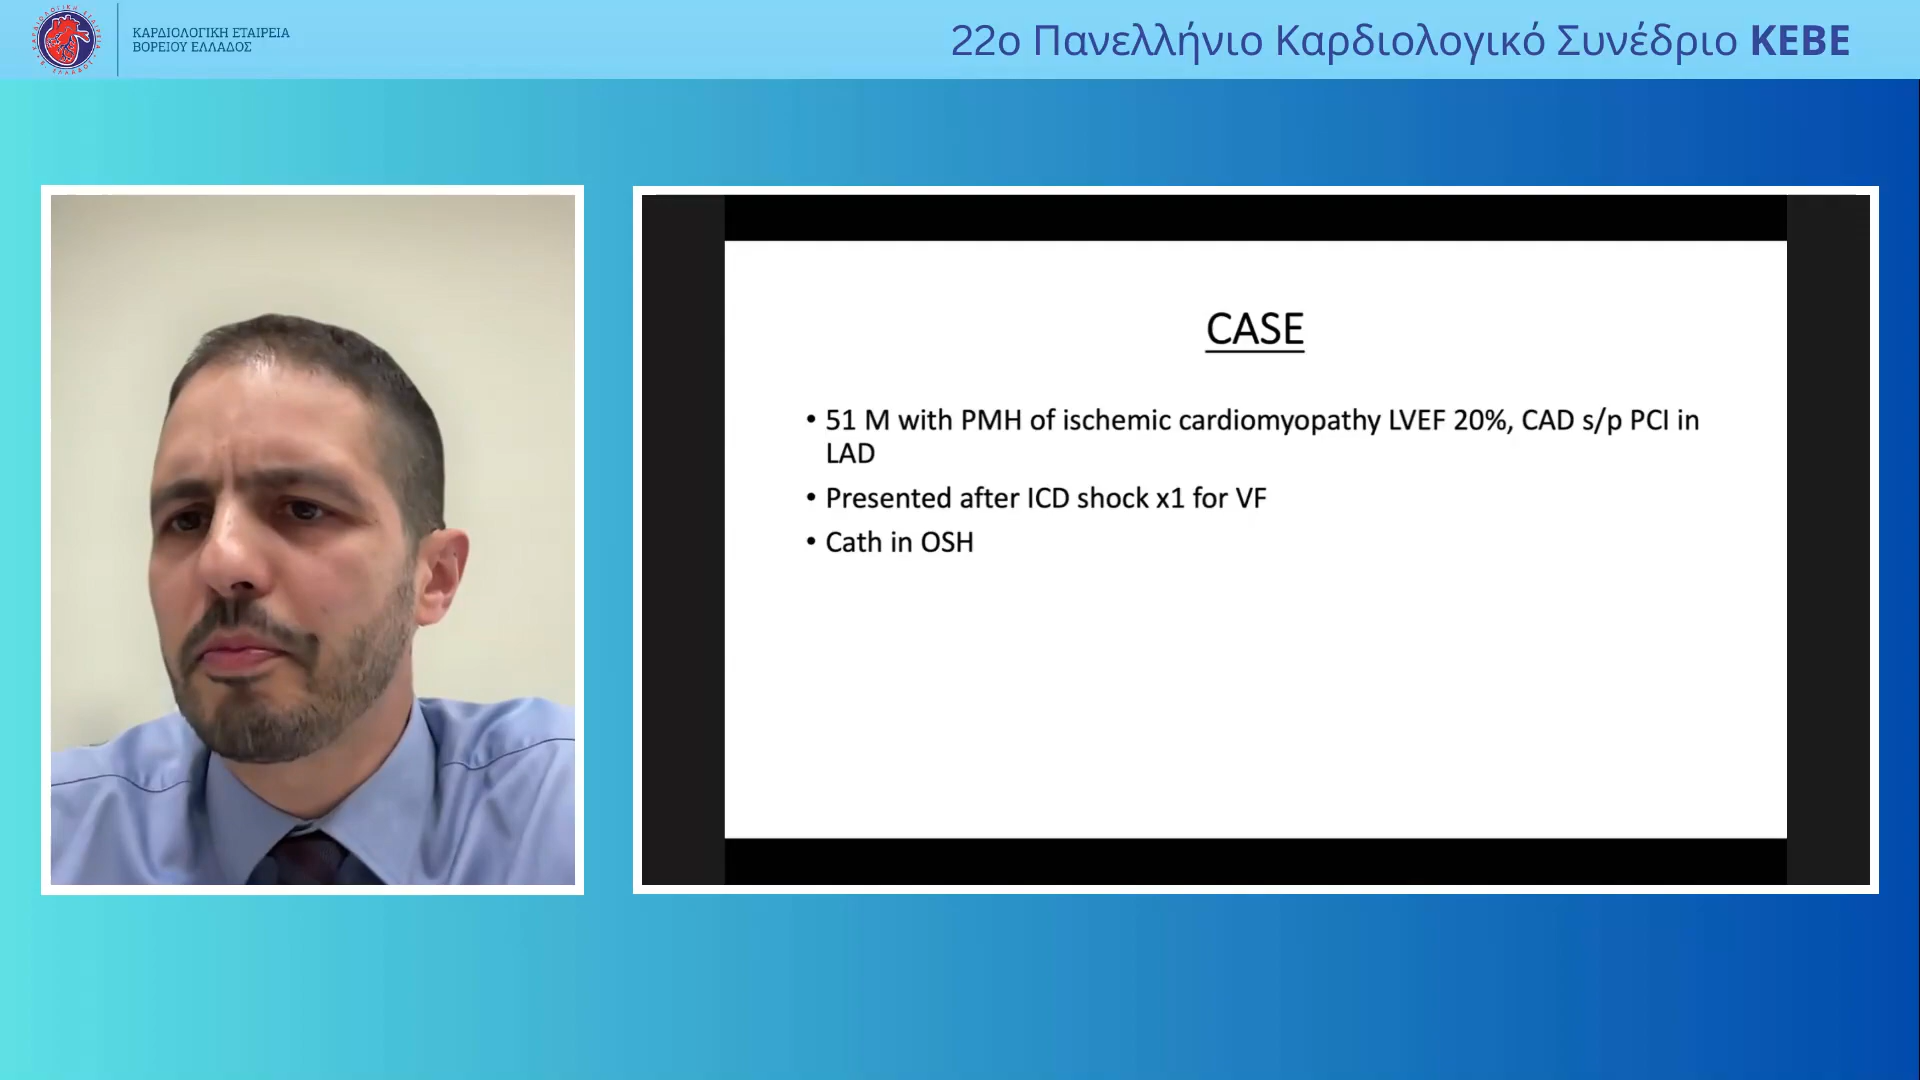 ΚΑΡΔΙΟΛΟΓΙΚΗ ΕΤΑΙΡΕΙΑ
ΒΟΡΕΙΟΥ ΕΛΛΑΔΟΣ
22ο Πανελλήνιο Καρδιολογικό Συνέδριο ΚΕΒΕ
CASE
• 51 M with PMH of ischemic cardiomyopathy LVEF 20%, CAD s/p PCI in
LAD
• Presented after ICD shock x1 for VF
• Cath in OSH